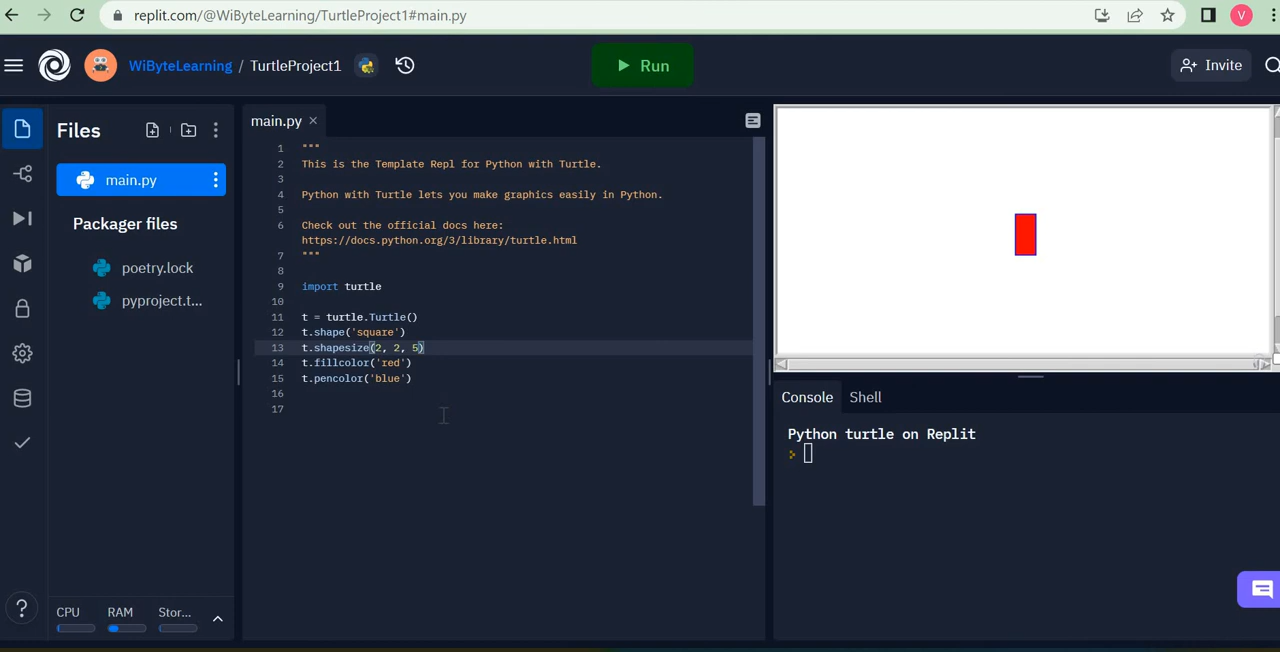 replit.com/@WiByteLearning/TurtleProject1#main.py
V
WiByteLearning / TurtleProject1
Run
Invite
Files
main.py
Packager files
poetry.lock
pyproject.t...
CPU RAM Stor...
main.py ×
1 """
2 This is the Template Repl for Python with Turtle.
3
4 Python with Turtle lets you make graphics easily in Python.
5
6 Check out the official docs here:
https://docs.python.org/3/library/turtle.html
7 """
8
9 import turtle
10
11 t = turtle.Turtle()
12 t.shape('square')
13 t.shapesize(2, 2, 5)
14 t.fillcolor('red')
15 t.pencolor('blue')
16
17
Console Shell
Python turtle on Replit